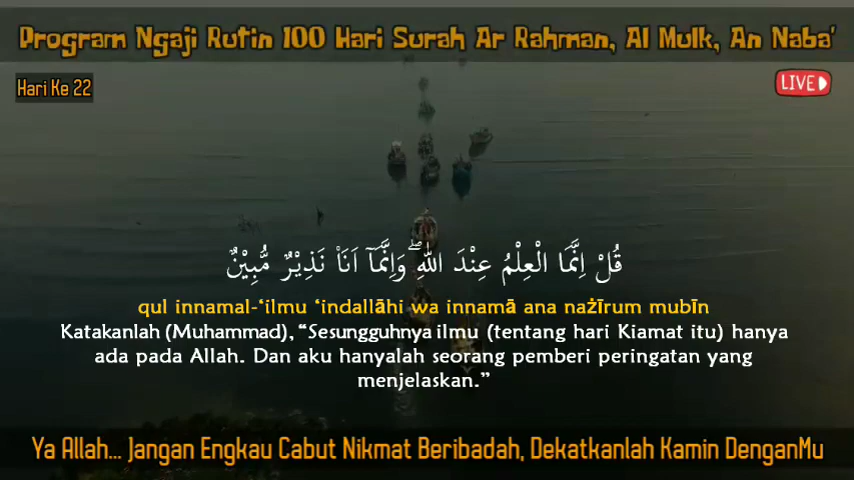 Program Ngaji Rutin 100 Hari Surah Ar Rahman, Al Mulk, An Naba'
Hari Ke 22
LIVE
قُلْ اِنَّمَا الْعِلْمُ عِنْدَ اللّٰهِ ۖوَاِنَّمَآ اَنَا۠ نَذِيْرٌ مُّبِيْنٌ
qul innamal-‘ilmu ‘indallāhi wa innamā ana nażīrum mubīn
Katakanlah (Muhammad), “Sesungguhnya ilmu (tentang hari Kiamat itu) hanya
ada pada Allah. Dan aku hanyalah seorang pemberi peringatan yang
menjelaskan.”
Ya Allah... Jangan Engkau Cabut Nikmat Beribadah, Dekatkanlah Kamin DenganMu